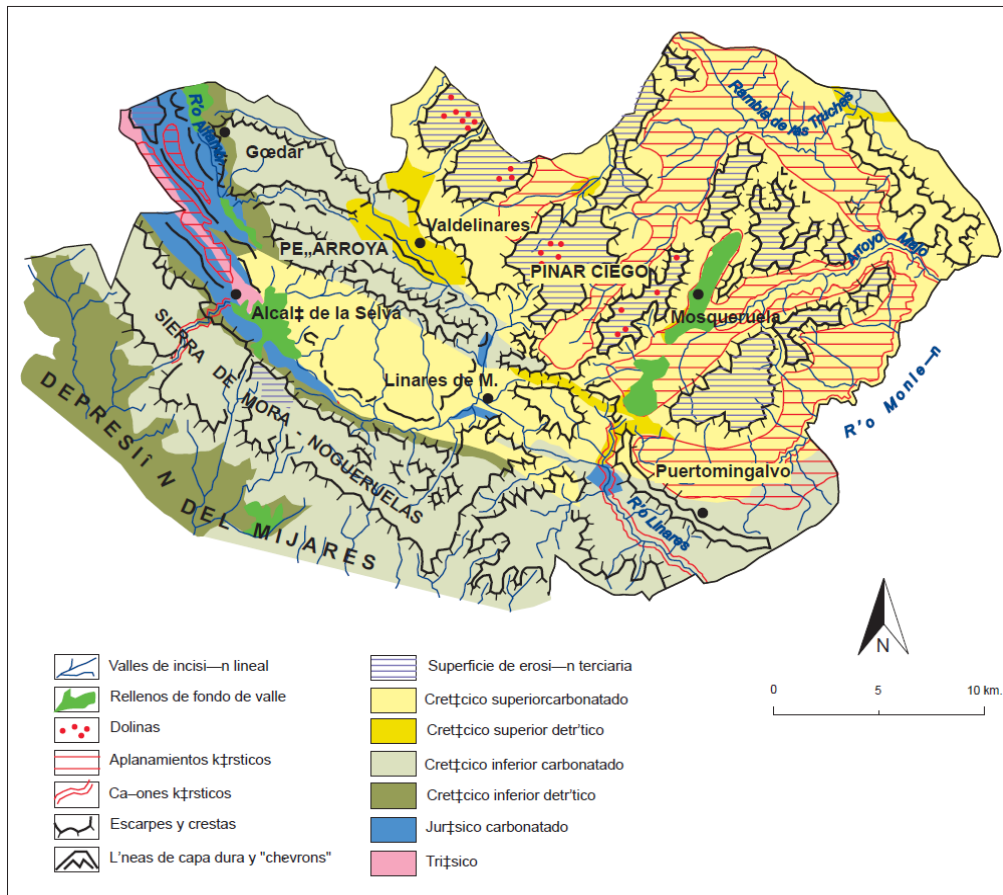 R'o Alfambra
Rambla de las Truchas
Gœdar
Valdelinares
PE„ARROYA
PINAR CIEGO
Arroyo Majo
Mosqueruela
Alcal‡ de la Selva
SIERRA DE MORA - NOGUERUELAS
Linares de M.
R'o Monle—n
DEPRESIî N DEL MIJARES
Puertomingalvo
R'o Linares
N
Valles de incisi—n lineal
Rellenos de fondo de valle
Dolinas
Aplanamientos k‡rsticos
Ca–ones k‡rsticos
Escarpes y crestas
L'neas de capa dura y "chevrons"
Superficie de erosi—n terciaria
Cret‡cico superiorcarbonatado
Cret‡cico superior detr'tico
Cret‡cico inferior carbonatado
Cret‡cico inferior detr'tico
Jur‡sico carbonatado
Tri‡sico
0 5 10 km.